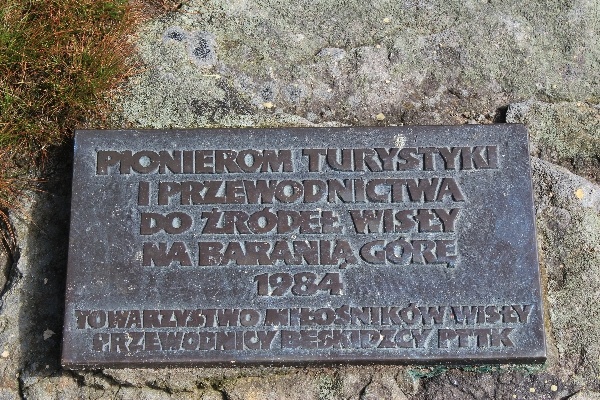 PIONIEROM TURYSTYKI
I PRZEWODNICTWA
DO ŹRÓDEŁ WISŁY
NA BARANIĄ GÓRĘ
1984
TOWARZYSTWO MIŁOŚNIKÓW WISŁY
PRZEWODNICY BESKIDZCY PTTK